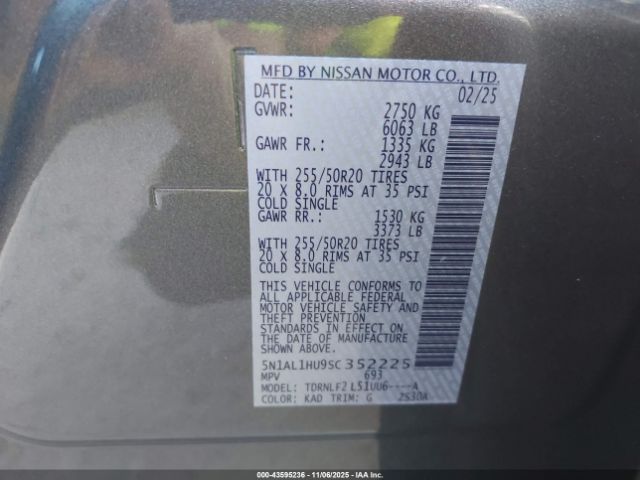 MFD BY NISSAN MOTOR CO., LTD.
DATE: 02/25
GVWR: 2750 KG
6063 LB
GAWR FR.: 1335 KG
2943 LB
WITH 255/50R20 TIRES
20 X 8.0 RIMS AT 35 PSI
COLD SINGLE
GAWR RR.: 1530 KG
3373 LB
WITH 255/50R20 TIRES
20 X 8.0 RIMS AT 35 PSI
COLD SINGLE
THIS VEHICLE CONFORMS TO
ALL APPLICABLE FEDERAL
MOTOR VEHICLE SAFETY AND
THEFT PREVENTION
STANDARDS IN EFFECT ON
THE DATE OF MANUFACTURE
SHOWN ABOVE.
5N1AL1HU9SC352225
MPV 693
MODEL: TDRNLF2 L51UU6----A
COLOR: KAD TRIM: G 2S30A
000-43595236 - 11/06/2025 - IAA Inc.